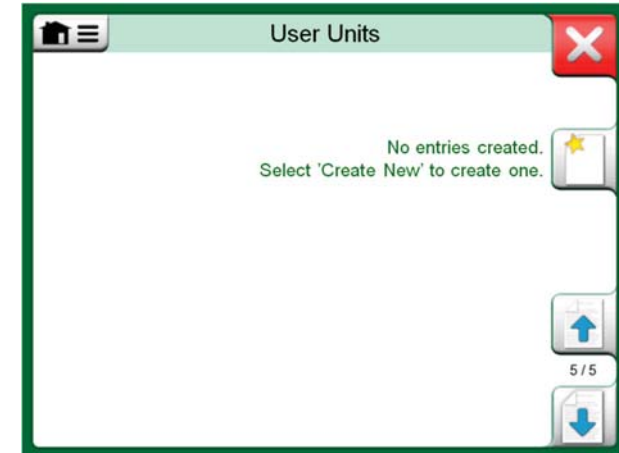 User Units
No entries created.
Select 'Create New' to create one.
5 / 5